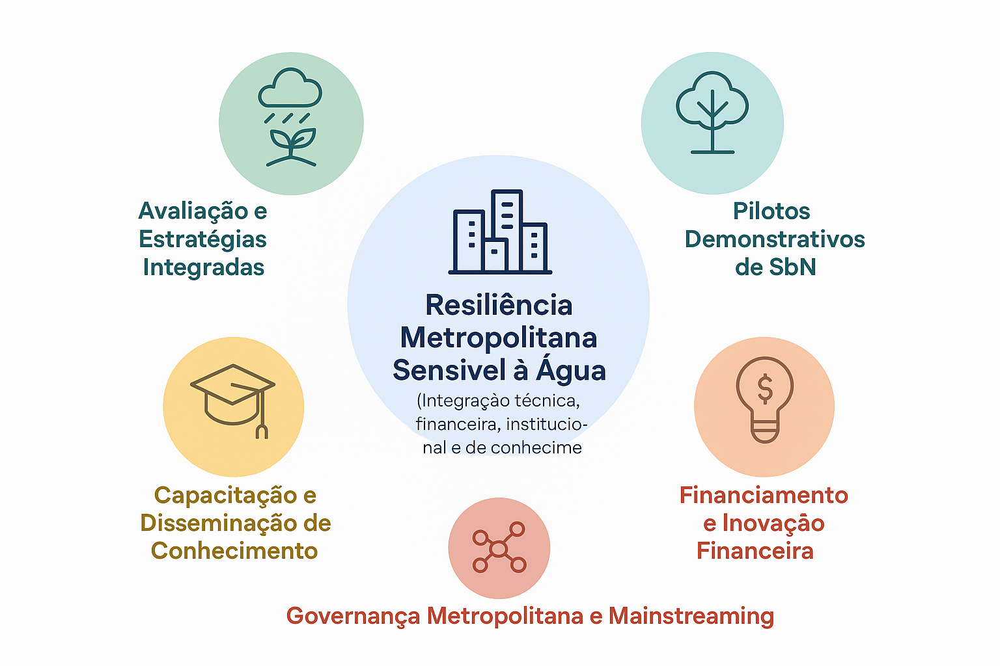 Avaliação e
Estratégias
Integradas
Pilotos
Demonstrativos
de SbN
Resiliência
Metropolitana
Sensivel à Água
(Integraçào técnica,
financeira, institucio-
nal e de conhecime
Capacitação e
Disseminação de
Conhecimento
Financiamento
e Inovação
Financeira
$
Governança Metropolitana e Mainstreaming